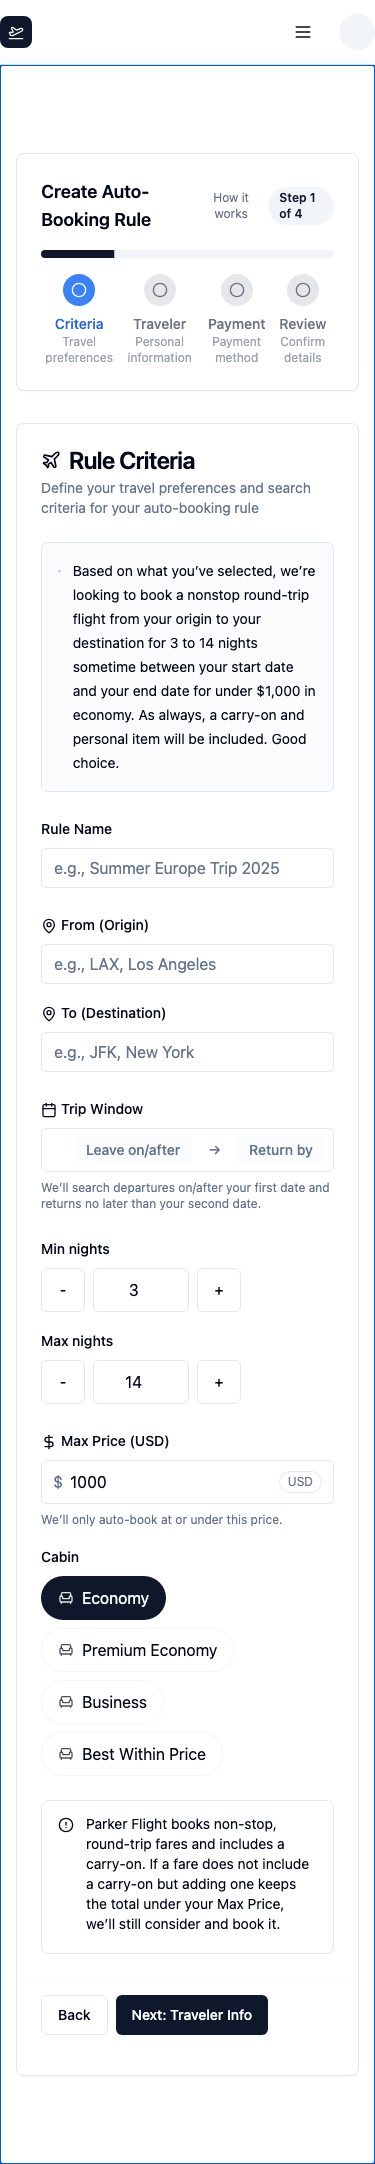 Create Auto-
Booking Rule
How it
works
Step 1
of 4
Criteria
Travel
preferences
Traveler
Personal
information
Payment
Payment
method
Review
Confirm
details
Rule Criteria
Define your travel preferences and search
criteria for your auto-booking rule
Based on what you’ve selected, we’re
looking to book a nonstop round-trip
flight from your origin to your
destination for 3 to 14 nights
sometime between your start date
and your end date for under $1,000 in
economy. As always, a carry-on and
personal item will be included. Good
choice.
Rule Name
e.g., Summer Europe Trip 2025
From (Origin)
e.g., LAX, Los Angeles
To (Destination)
e.g., JFK, New York
Trip Window
Leave on/after → Return by
We’ll search departures on/after your first date and
returns no later than your second date.
Min nights
- 3 +
Max nights
- 14 +
Max Price (USD)
$ 1000 USD
We’ll only auto-book at or under this price.
Cabin
Economy
Premium Economy
Business
Best Within Price
Parker Flight books non-stop,
round-trip fares and includes a
carry-on. If a fare does not include
a carry-on but adding one keeps
the total under your Max Price,
we’ll still consider and book it.
Back
Next: Traveler Info